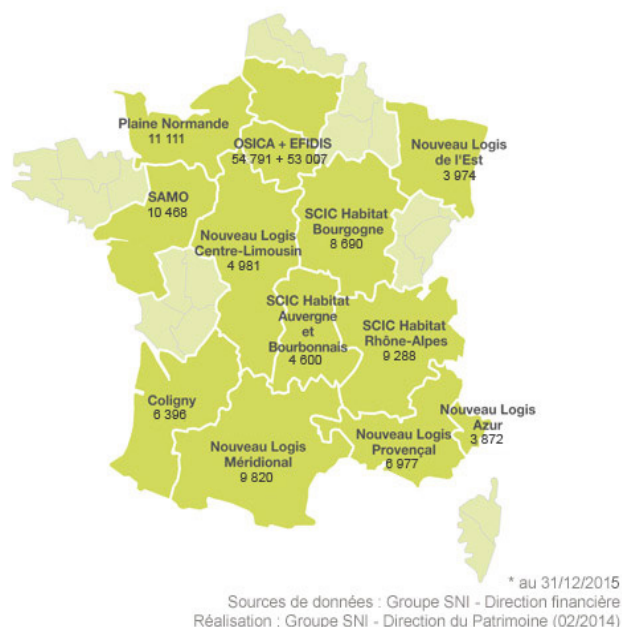 Plaine Normande
11 111
OSICA + EFIDIS
54 791 + 53 007
Nouveau Logis
de l'Est
3 974
SAMO
10 468
Nouveau Logis
Centre-Limousin
4 981
SCIC Habitat
Bourgogne
8 690
SCIC Habitat
Auvergne
et
Bourbonnais
4 600
SCIC Habitat
Rhône-Alpes
9 288
Coligny
6 396
Nouveau Logis
Méridional
9 820
Nouveau Logis
Provençal
6 977
Nouveau Logis
Azur
3 872
* au 31/12/2015
Sources de données : Groupe SNI - Direction financière
Réalisation : Groupe SNI - Direction du Patrimoine (02/2014)